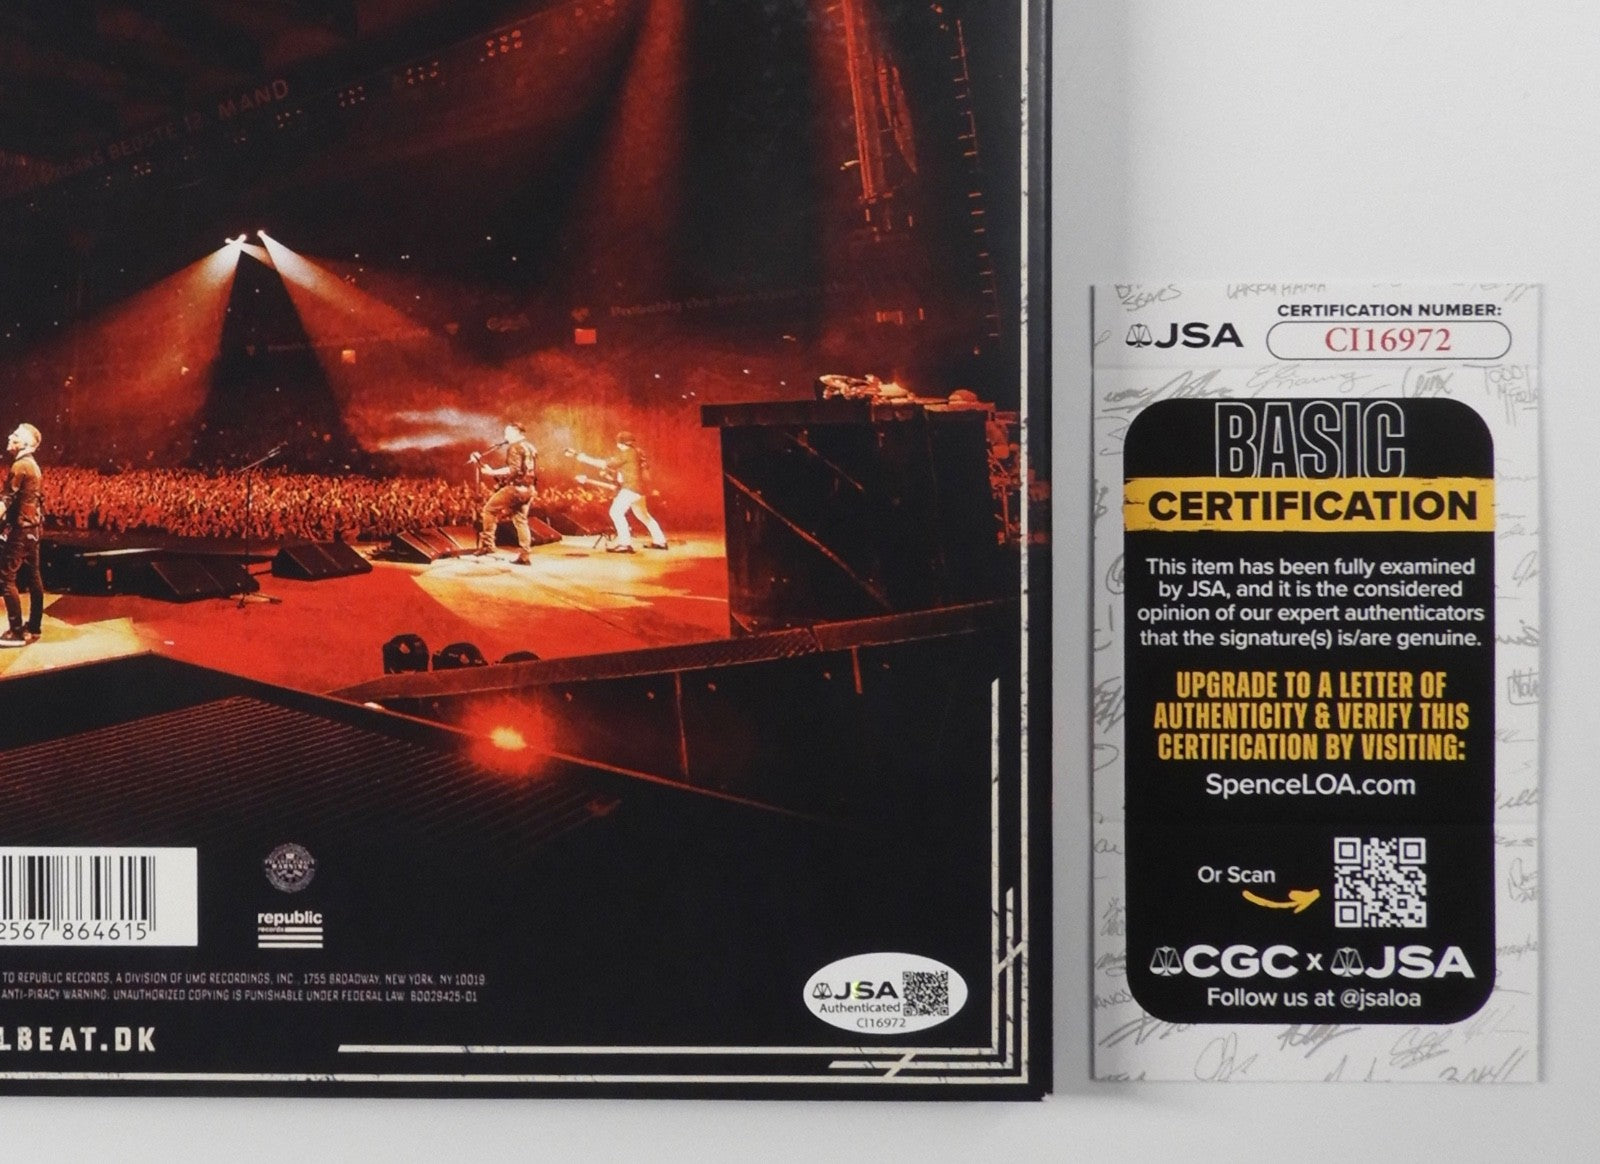 MAND
BEDSTE 12.
2567 864615
WARNING
republic
records
TO REPUBLIC RECORDS, A DIVISION OF UMG RECORDINGS, INC., 1755 BROADWAY, NEW YORK, NY 10019.
ANTI-PIRACY WARNING: UNAUTHORIZED COPYING IS PUNISHABLE UNDER FEDERAL LAW. B0029425-01
LBEAT.DK
JSA
Authenticated
CI16972
JSA
CERTIFICATION NUMBER:
CI16972
BASIC
CERTIFICATION
This item has been fully examined
by JSA, and it is the considered
opinion of our expert authenticators
that the signature(s) is/are genuine.
UPGRADE TO A LETTER OF
AUTHENTICITY & VERIFY THIS
CERTIFICATION BY VISITING:
SpenceLOA.com
Or Scan
CGC x JSA
Follow us at @jsaloa